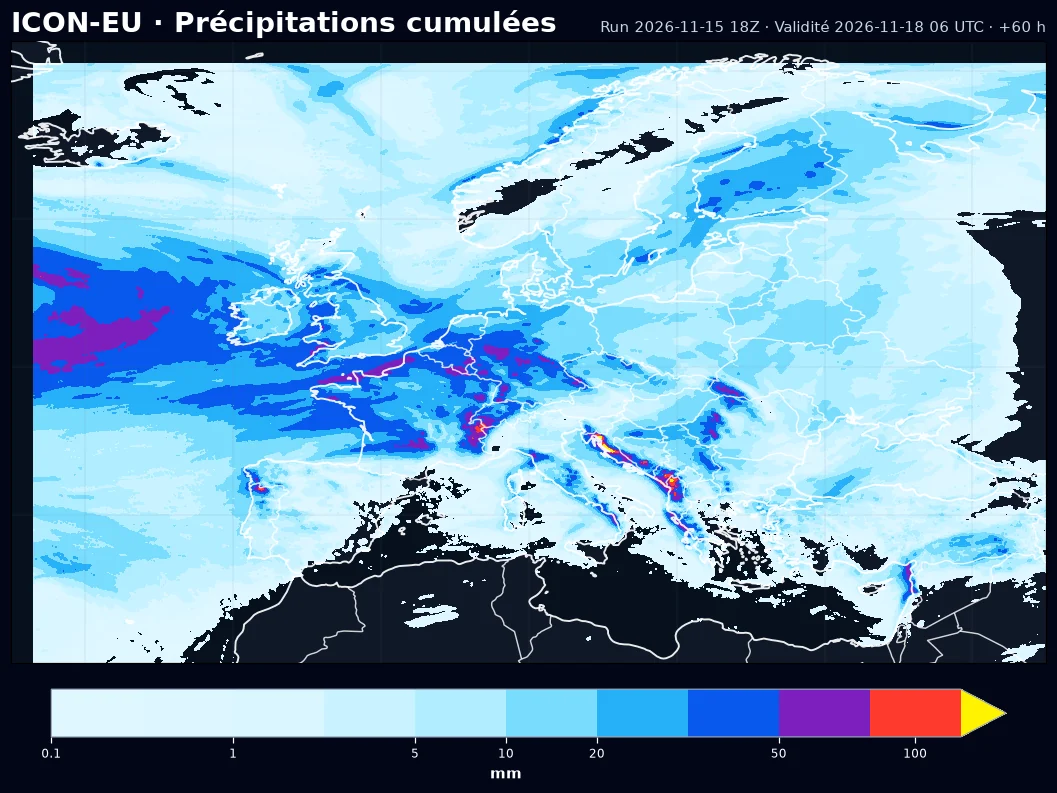 ICON-EU · Précipitations cumulées
Run 2026-11-15 18Z · Validité 2026-11-18 06 UTC · +60 h
0.1 1 5 10 20 50 100
mm